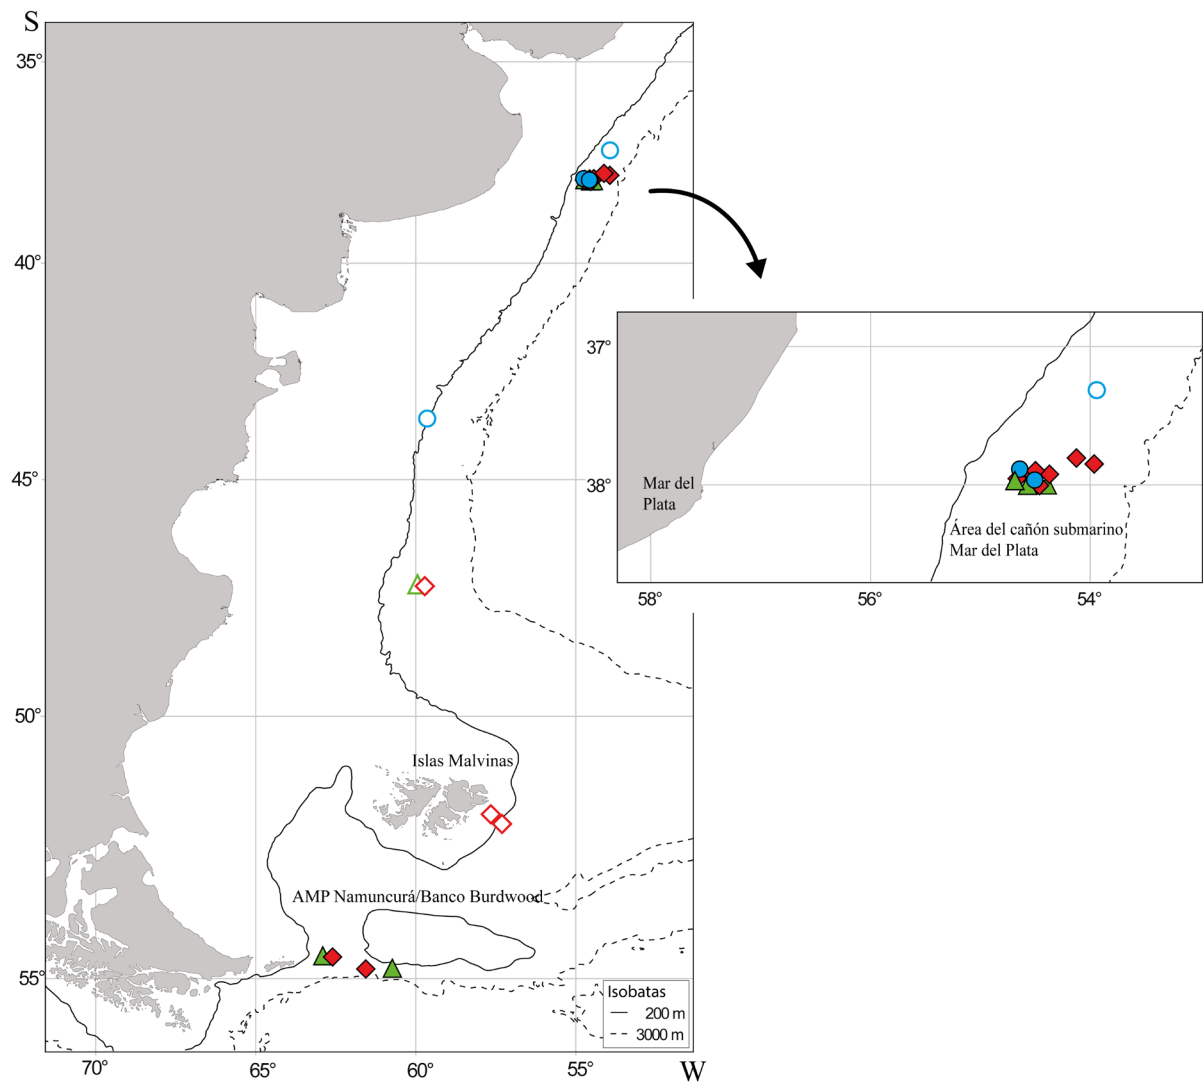 S
35°
40°
45°
50°
55°
70°
65°
60°
55°
W
Islas Malvinas
AMP Namuncurá/Banco Burdwood
Isobatas
200 m
3000 m
37°
38°
Mar del
Plata
Área del cañón submarino
Mar del Plata
58°
56°
54°